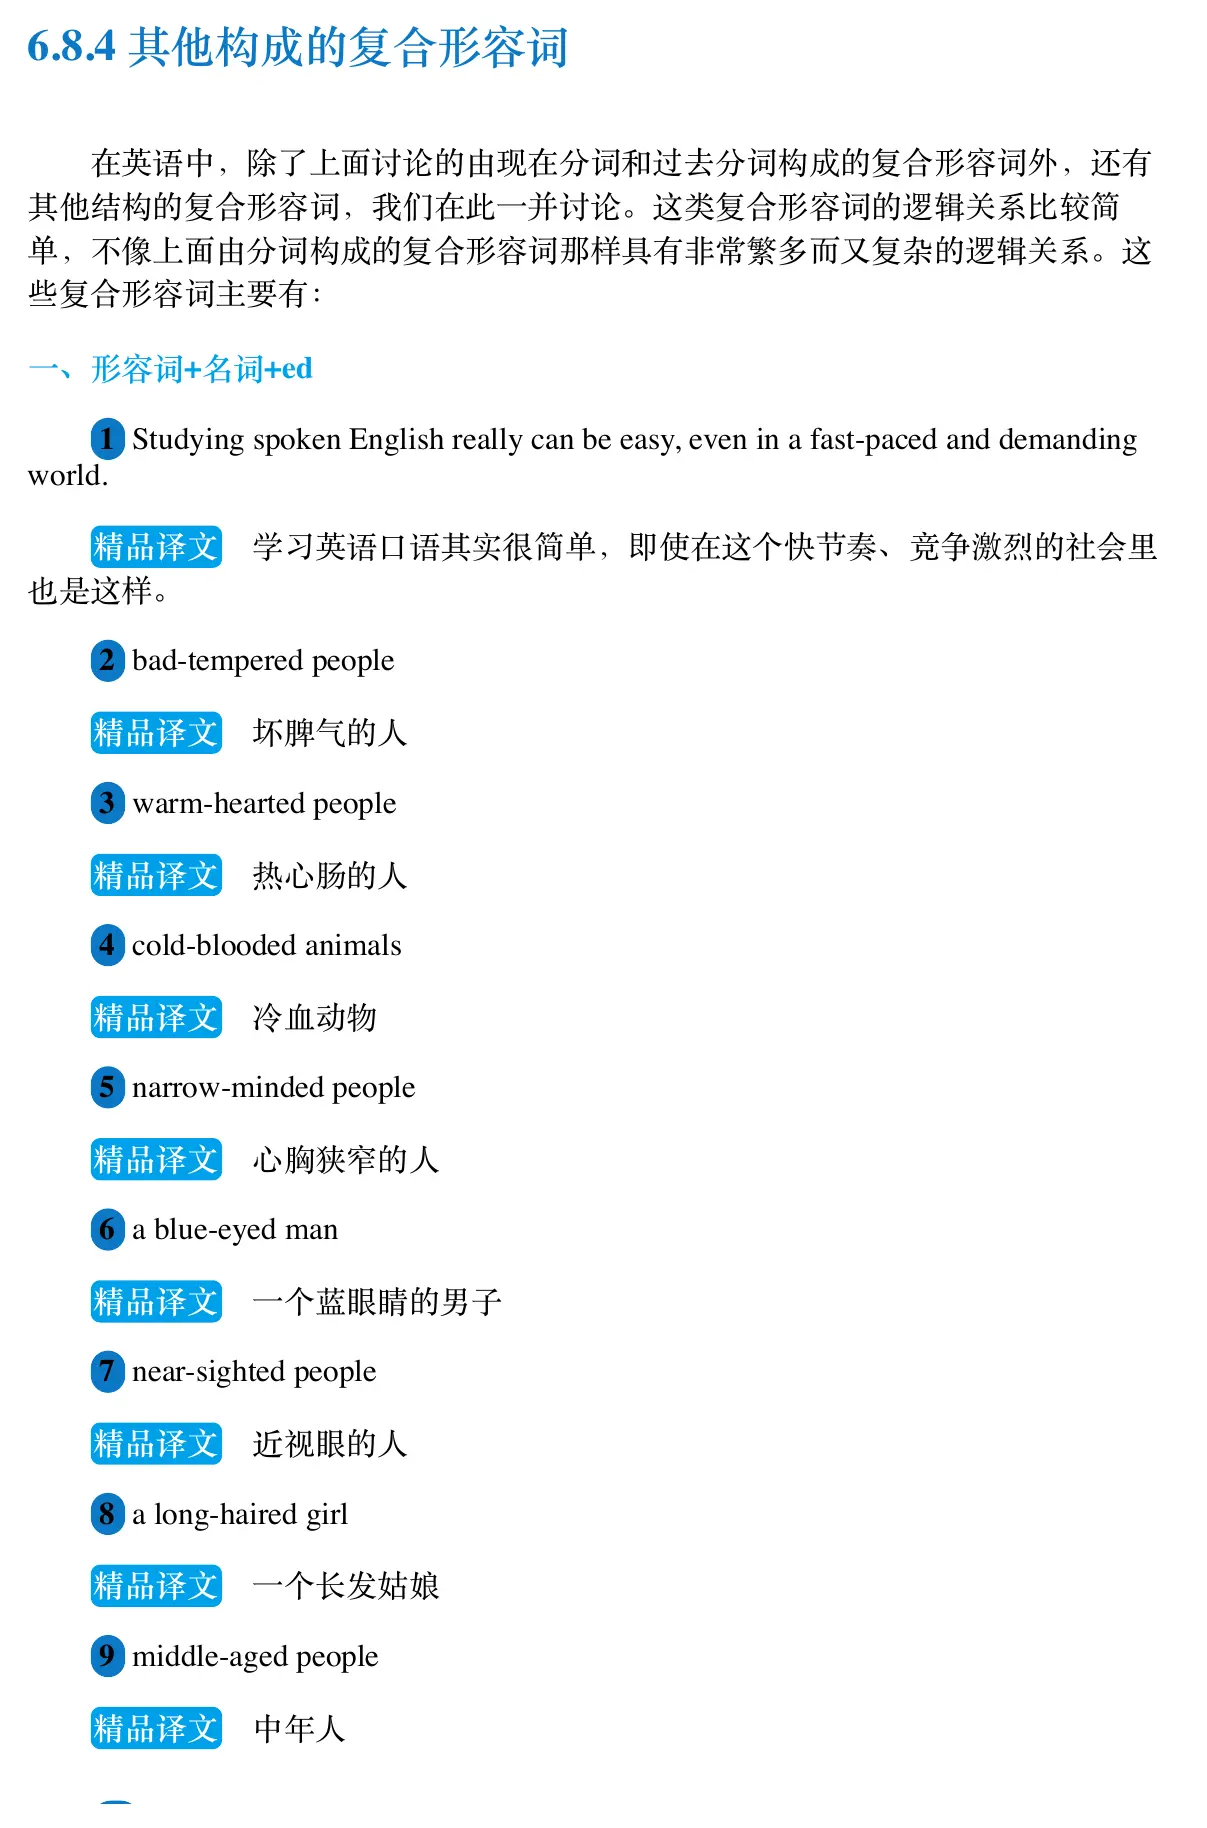 6.8.4 其他构成的复合形容词
在英语中，除了上面讨论的由现在分词和过去分词构成的复合形容词外，还有
其他结构的复合形容词，我们在此一并讨论。这类复合形容词的逻辑关系比较简
单，不像上面由分词构成的复合形容词那样具有非常繁多而又复杂的逻辑关系。这
些复合形容词主要有：
一、形容词+名词+ed
1 Studying spoken English really can be easy, even in a fast-paced and demanding
world.
精品译文 学习英语口语其实很简单，即使在这个快节奏、竞争激烈的社会里
也是这样。
2 bad-tempered people
精品译文 坏脾气的人
3 warm-hearted people
精品译文 热心肠的人
4 cold-blooded animals
精品译文 冷血动物
5 narrow-minded people
精品译文 心胸狭窄的人
6 a blue-eyed man
精品译文 一个蓝眼睛的男子
7 near-sighted people
精品译文 近视眼的人
8 a long-haired girl
精品译文 一个长发姑娘
9 middle-aged people
精品译文 中年人